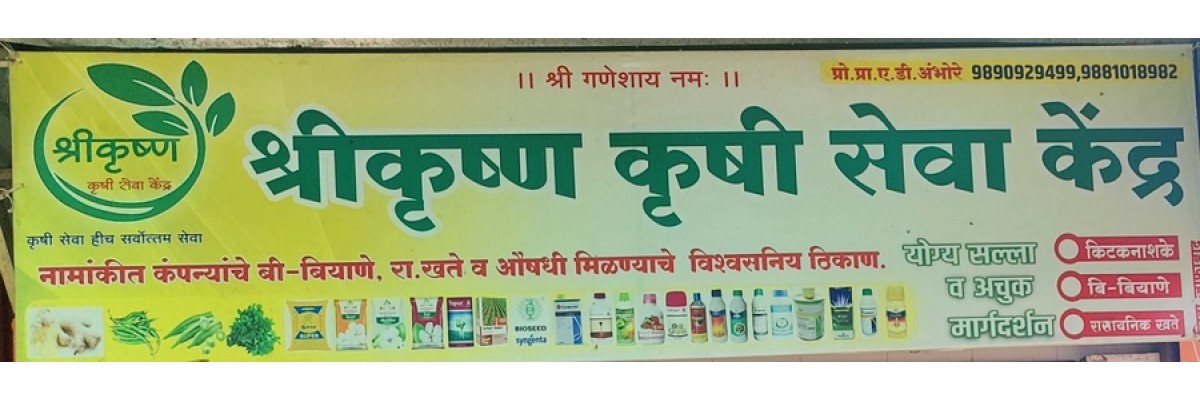 ।। श्री गणेशाय नमः ।।
प्रो.प्रा.ए.डी.अंभोरे 9890929499,9881018982
श्रीकृष्ण
कृषी सेवा केंद्र
कृषी सेवा हीच सर्वोत्तम सेवा
श्रीकृष्ण कृषी सेवा केंद्र
नामांकीत कंपन्यांचे बी-बियाणे, रा.खते व औषधी मिळण्याचे विश्वसनिय ठिकाण.
योग्य सल्ला
व अचुक
मार्गदर्शन
किटकनाशके
बि-बियाणे
रासायनिक खते
SUPER
BIOSEED
syngenta